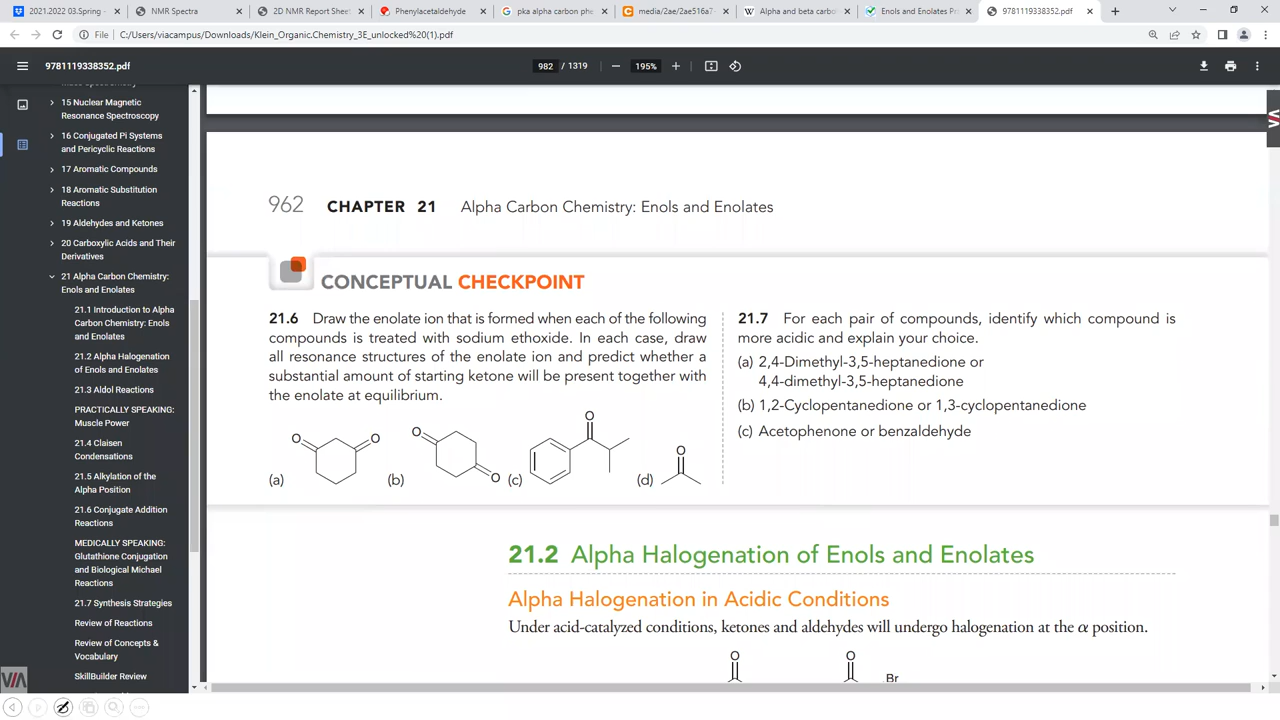 2021.2022 03.Spring -
NMR Spectra
2D NMR Report Sheet
Phenylacetaldehyde
pka alpha carbon phe
media/2ae/2ae516a7
Alpha and beta carbo
Enols and Enolates Pr
9781119338352.pdf
File
C:/Users/viacampus/Downloads/Klein_Organic.Chemistry_3E_unlocked%20(1).pdf
9781119338352.pdf
982 / 1319
195%
15 Nuclear Magnetic
Resonance Spectroscopy
16 Conjugated Pi Systems
and Pericyclic Reactions
17 Aromatic Compounds
18 Aromatic Substitution
Reactions
19 Aldehydes and Ketones
20 Carboxylic Acids and Their
Derivatives
21 Alpha Carbon Chemistry:
Enols and Enolates
21.1 Introduction to Alpha
Carbon Chemistry: Enols
and Enolates
21.2 Alpha Halogenation
of Enols and Enolates
21.3 Aldol Reactions
PRACTICALLY SPEAKING:
Muscle Power
21.4 Claisen
Condensations
21.5 Alkylation of the
Alpha Position
21.6 Conjugate Addition
Reactions
MEDICALLY SPEAKING:
Glutathione Conjugation
and Biological Michael
Reactions
21.7 Synthesis Strategies
Review of Reactions
Review of Concepts &
Vocabulary
SkillBuilder Review
VIA
962 CHAPTER 21 Alpha Carbon Chemistry: Enols and Enolates
CONCEPTUAL CHECKPOINT
21.6 Draw the enolate ion that is formed when each of the following
compounds is treated with sodium ethoxide. In each case, draw
all resonance structures of the enolate ion and predict whether a
substantial amount of starting ketone will be present together with
the enolate at equilibrium.
O O
(a)
O O
(b)
O
(c)
O
(d)
21.7 For each pair of compounds, identify which compound is
more acidic and explain your choice.
(a) 2,4-Dimethyl-3,5-heptanedione or
4,4-dimethyl-3,5-heptanedione
(b) 1,2-Cyclopentanedione or 1,3-cyclopentanedione
(c) Acetophenone or benzaldehyde
21.2 Alpha Halogenation of Enols and Enolates
Alpha Halogenation in Acidic Conditions
Under acid-catalyzed conditions, ketones and aldehydes will undergo halogenation at the α position.
O O
Br